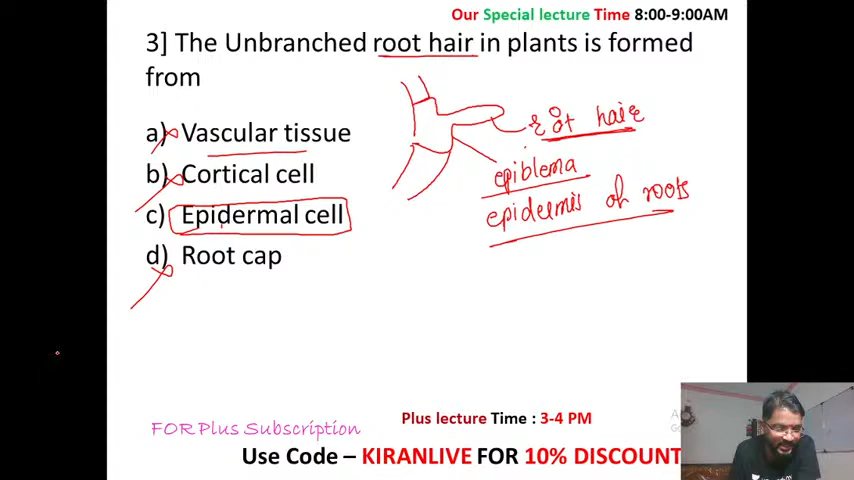 Our Special lecture Time 8:00-9:00AM
3] The Unbranched root hair in plants is formed
from
a) Vascular tissue
b) Cortical cell
c) Epidermal cell
d) Root cap
root hair
epiblema
epidermis of roots
Plus lecture Time : 3-4 PM
FOR Plus Subscription
Use Code – KIRANLIVE FOR 10% DISCOUNT